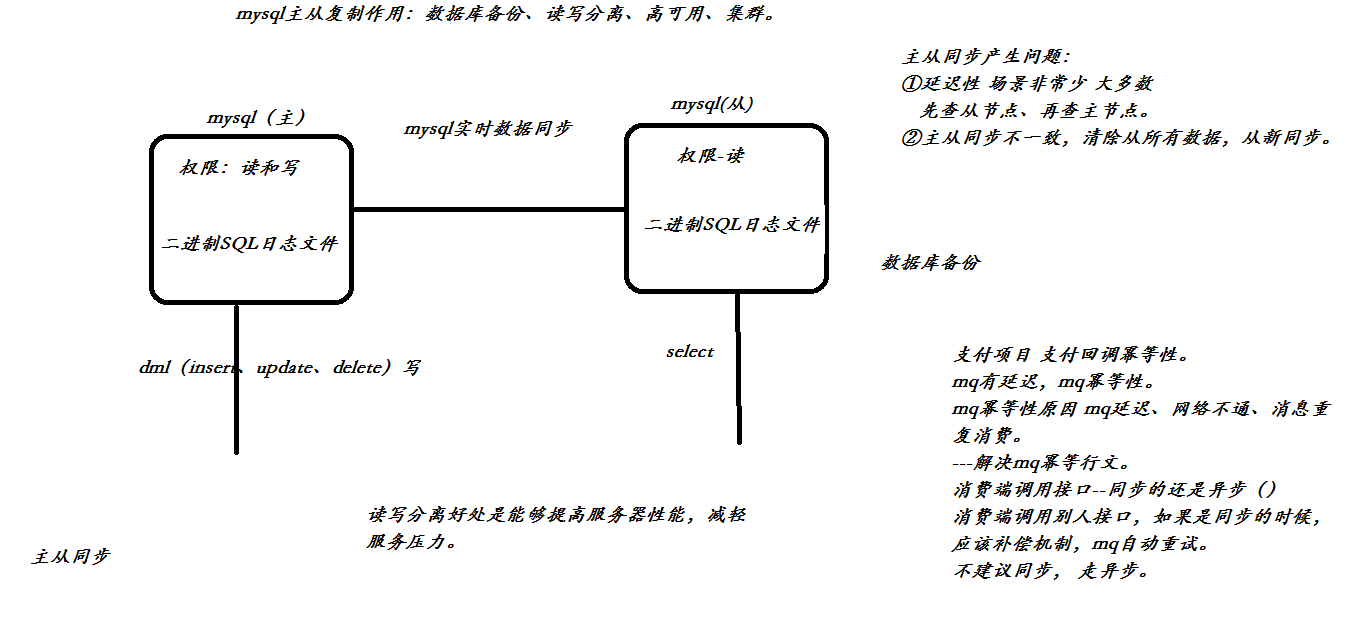 mysql主从复制作用：数据库备份、读写分离、高可用、集群。
主从同步产生问题：
①延迟性 场景非常少 大多数
先查从节点、再查主节点。
②主从同步不一致，清除从所有数据，从新同步。
mysql（主）
mysql实时数据同步
mysql(从)
权限：读和写
权限-读
二进制SQL日志文件
二进制SQL日志文件
数据库备份
dml（insert、update、delete）写
select
支付项目 支付回调幂等性。
mq有延迟，mq幂等性。
mq幂等性原因 mq延迟、网络不通、消息重
复消费。
---解决mq幂等行文。
消费端调用接口--同步的还是异步（）
消费端调用别人接口，如果是同步的时候，
应该补偿机制，mq自动重试。
不建议同步， 走异步。
读写分离好处是能够提高服务器性能，减轻
服务压力。
主从同步